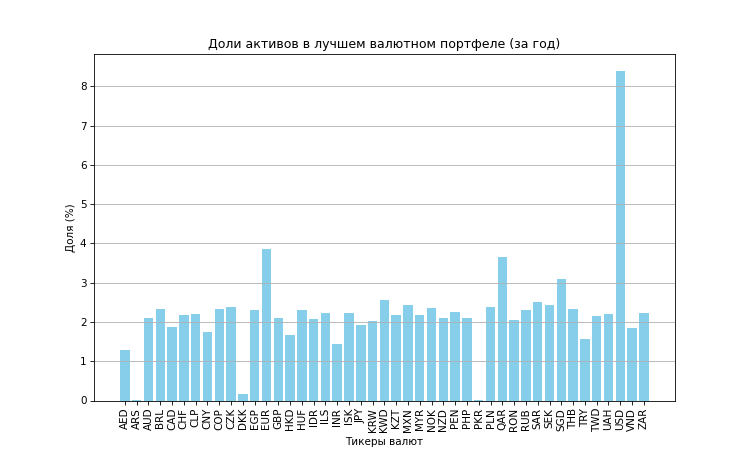 Доли активов в лучшем валютном портфеле (за год)
Доля (%)
8
7
6
5
4
3
2
1
0
AED ARS AUD BRL CAD CHF CLP CNY COP CZK DKK EGP EUR GBP HKD HUF IDR ILS INR ISK JPY KRW KWD KZT MXN MYR NOK NZD PEN PHP PKR PLN QAR RON RUB SAR SEK SGD THB TRY TWD UAH USD VND ZAR
Тикеры валют